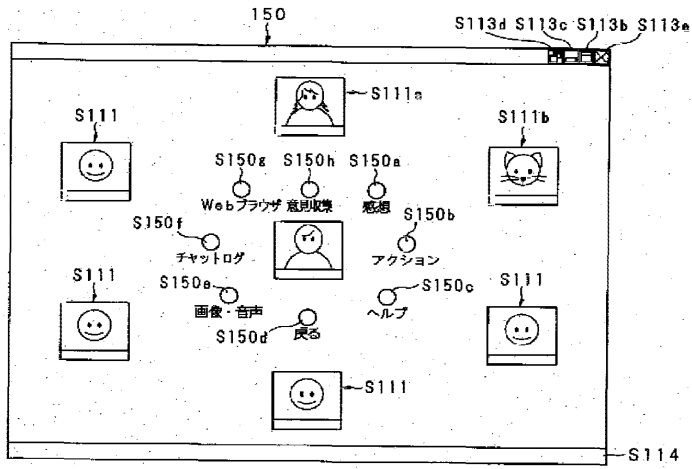 150
S113d S113c S113b S113e
S111a
S111
S111b
S150g S150h S150a
Webブラウザ 意見収集 感想
S150f
S150b
チャットログ
アクション
S111
S150e
S150c
S111
画像・音声
ヘルプ
S150d
戻る
S111
S114